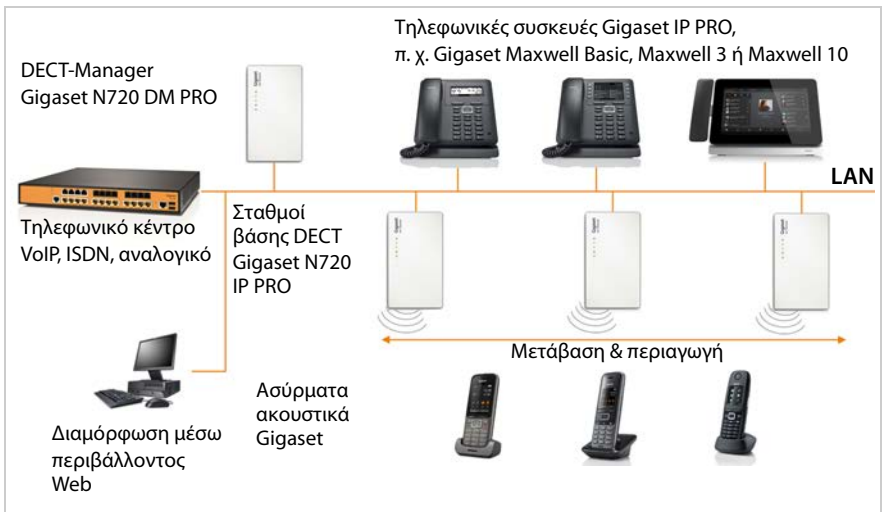 Τηλεφωνικές συσκευές Gigaset IP PRO,
π. χ. Gigaset Maxwell Basic, Maxwell 3 ή Maxwell 10
DECT-Manager
Gigaset N720 DM PRO
LAN
Τηλεφωνικό κέντρο
VoIP, ISDN, αναλογικό
Σταθμοί
βάσης DECT
Gigaset N720
IP PRO
Μετάβαση & περιαγωγή
Ασύρματα
ακουστικά
Gigaset
Διαμόρφωση μέσω
περιβάλλοντος
Web